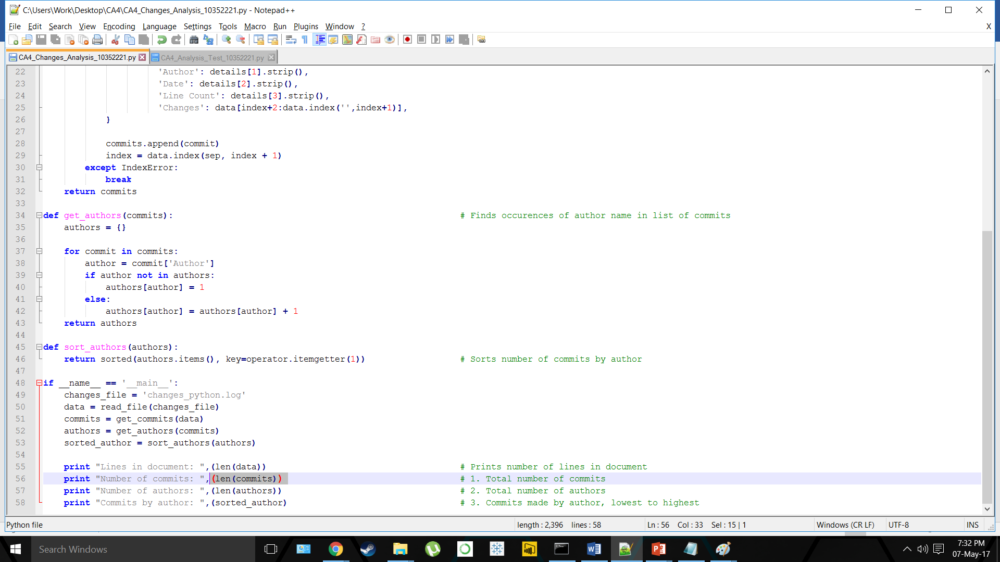 C:\Users\Work\Desktop\CA4\CA4_Changes_Analysis_10352221.py - Notepad++
File Edit Search View Encoding Language Settings Tools Macro Run Plugins Window ? X
CA4_Changes_Analysis_10352221.py CA4_Analysis_Test_10352221.py
22 'Author': details[1].strip(),
23 'Date': details[2].strip(),
24 'Line Count': details[3].strip(),
25 'Changes': data[index+2:data.index('',index+1)],
26 }
27
28 commits.append(commit)
29 index = data.index(sep, index + 1)
30 except IndexError:
31 break
32 return commits
33
34 def get_authors(commits): # Finds occurences of author name in list of commits
35 authors = {}
36
37 for commit in commits:
38 author = commit['Author']
39 if author not in authors:
40 authors[author] = 1
41 else:
42 authors[author] = authors[author] + 1
43 return authors
44
45 def sort_authors(authors):
46 return sorted(authors.items(), key=operator.itemgetter(1)) # Sorts number of commits by author
47
48 if __name__ == '__main__':
49 changes_file = 'changes_python.log'
50 data = read_file(changes_file)
51 commits = get_commits(data)
52 authors = get_authors(commits)
53 sorted_author = sort_authors(authors)
54
55 print "Lines in document: ",(len(data)) # Prints number of lines in document
56 print "Number of commits: ",(len(commits)) # 1. Total number of commits
57 print "Number of authors: ",(len(authors)) # 2. Total number of authors
58 print "Commits by author: ",(sorted_author) # 3. Commits made by author, lowest to highest
Python file length : 2,396 lines : 58 Ln : 56 Col : 33 Sel : 15 | 1 Windows (CR LF) UTF-8 INS
Search Windows
7:32 PM
07-May-17